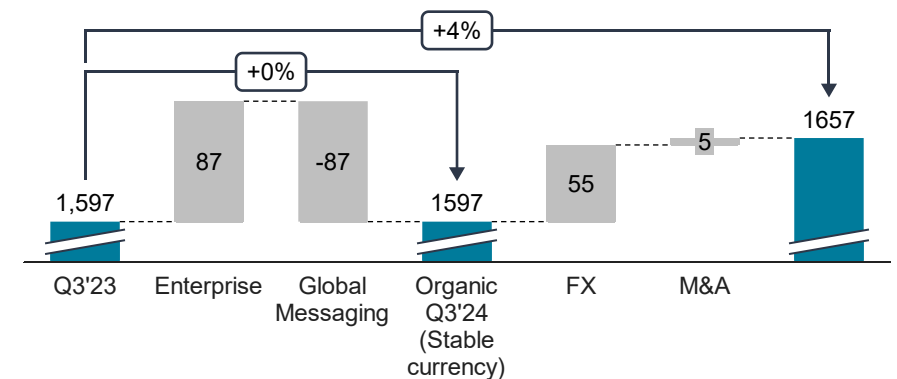 +4%
+0%
1657
87
-87
5
55
1,597
1597
Q3'23
Enterprise
Global
Messaging
Organic
Q3'24
(Stable
currency)
FX
M&A